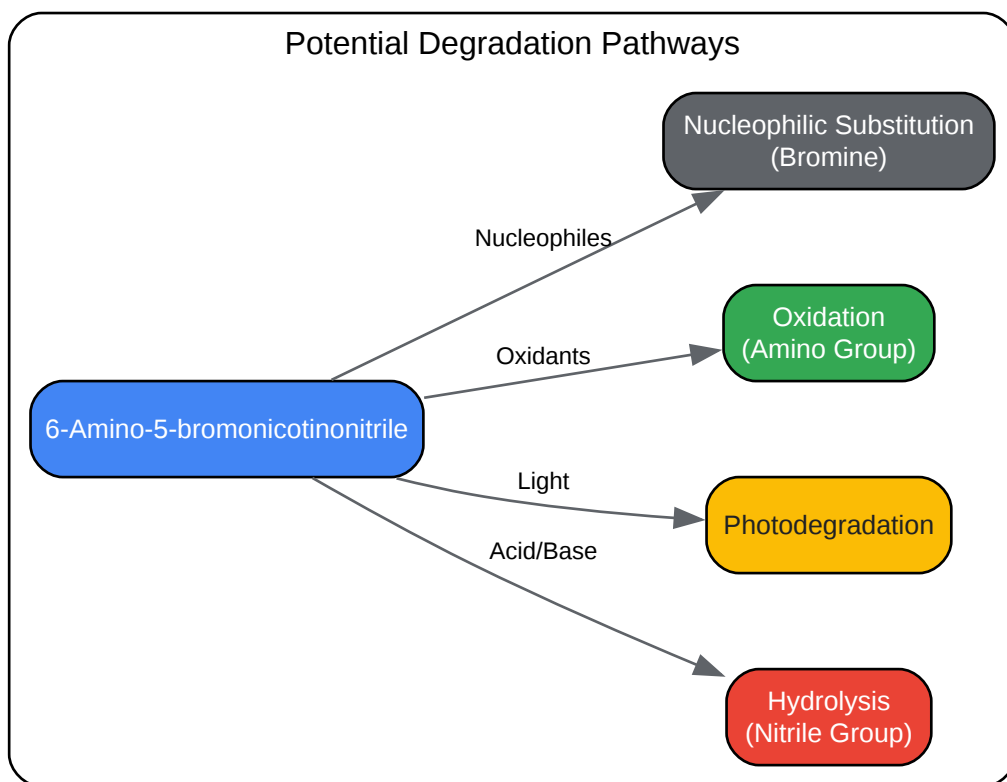 Potential Degradation Pathways
Nucleophilic Substitution
(Bromine)
Nucleophiles
Oxidation
(Amino Group)
Oxidants
6-Amino-5-bromonicotinonitrile
Light
Photodegradation
Acid/Base
Hydrolysis
(Nitrile Group)